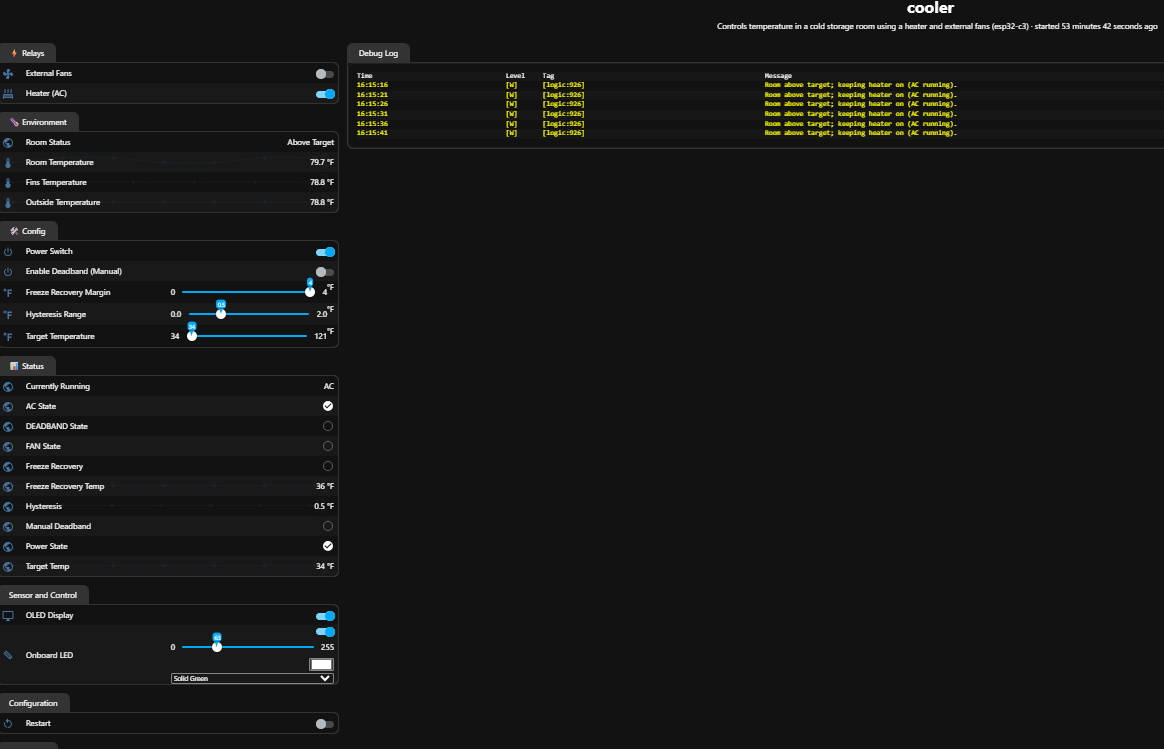 cooler
Controls temperature in a cold storage room using a heater and external fans (esp32-c3) · started 53 minutes 42 seconds ago
Relays
External Fans
Heater (AC)
Environment
Room Status Above Target
Room Temperature 79.7 °F
Fins Temperature 78.8 °F
Outside Temperature 78.8 °F
Config
Power Switch
Enable Deadband (Manual)
Freeze Recovery Margin 0 4 4 °F
Hysteresis Range 0.0 0.5 2.0 °F
Target Temperature 34 34 121 °F
Status
Currently Running AC
AC State
DEADBAND State
FAN State
Freeze Recovery
Freeze Recovery Temp 36 °F
Hysteresis 0.5 °F
Manual Deadband
Power State
Target Temp 34 °F
Sensor and Control
OLED Display
Onboard LED 0 255
Solid Green
Configuration
Restart
Debug Log
Time Level Tag Message
16:15:16 [W] [logic:926] Room above target; keeping heater on (AC running).
16:15:21 [W] [logic:926] Room above target; keeping heater on (AC running).
16:15:26 [W] [logic:926] Room above target; keeping heater on (AC running).
16:15:31 [W] [logic:926] Room above target; keeping heater on (AC running).
16:15:36 [W] [logic:926] Room above target; keeping heater on (AC running).
16:15:41 [W] [logic:926] Room above target; keeping heater on (AC running).